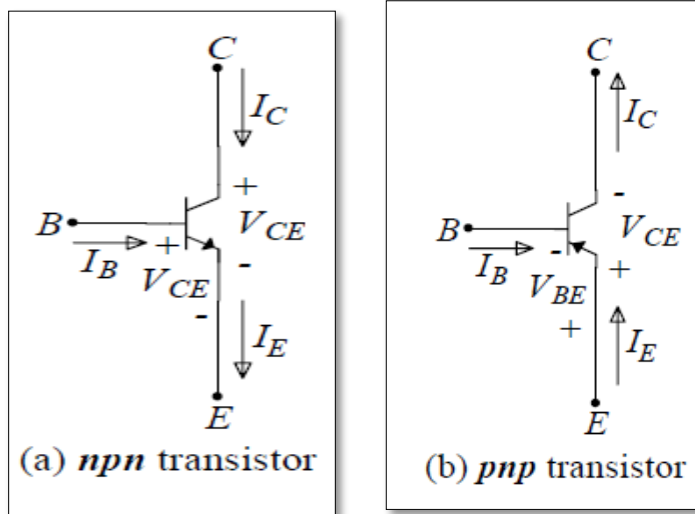 C
I_C
+
B
V_CE
I_B
+
V_CE
-
-
I_E
E
(a) npn transistor
C
I_C
-
B
V_CE
I_B
-
V_BE
+
+
I_E
E
(b) pnp transistor